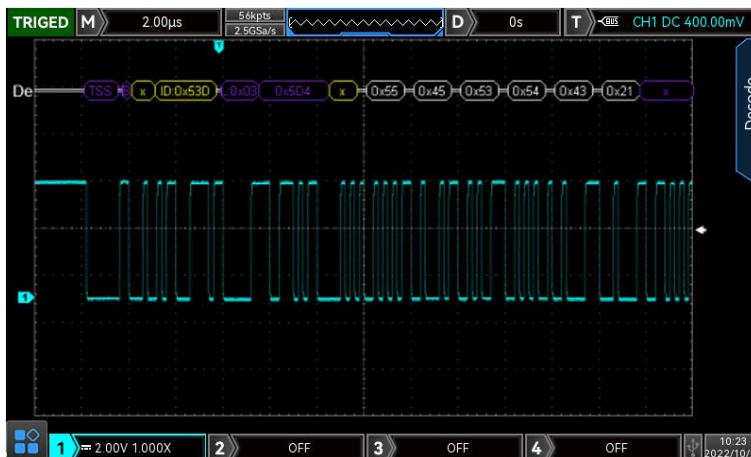 TRIGED M 2.00μs 56kpts D 0s T BUS CH1 DC 400.00mV
2.5GSa/s
T
De TSS x ID:0x53D L:0x03 0x5D4 x 0x55 0x45 0x53 0x54 0x43 0x21 x
Decode
1
1 2.00V 1.000X 2 OFF 3 OFF 4 OFF 10:23
2022/10/